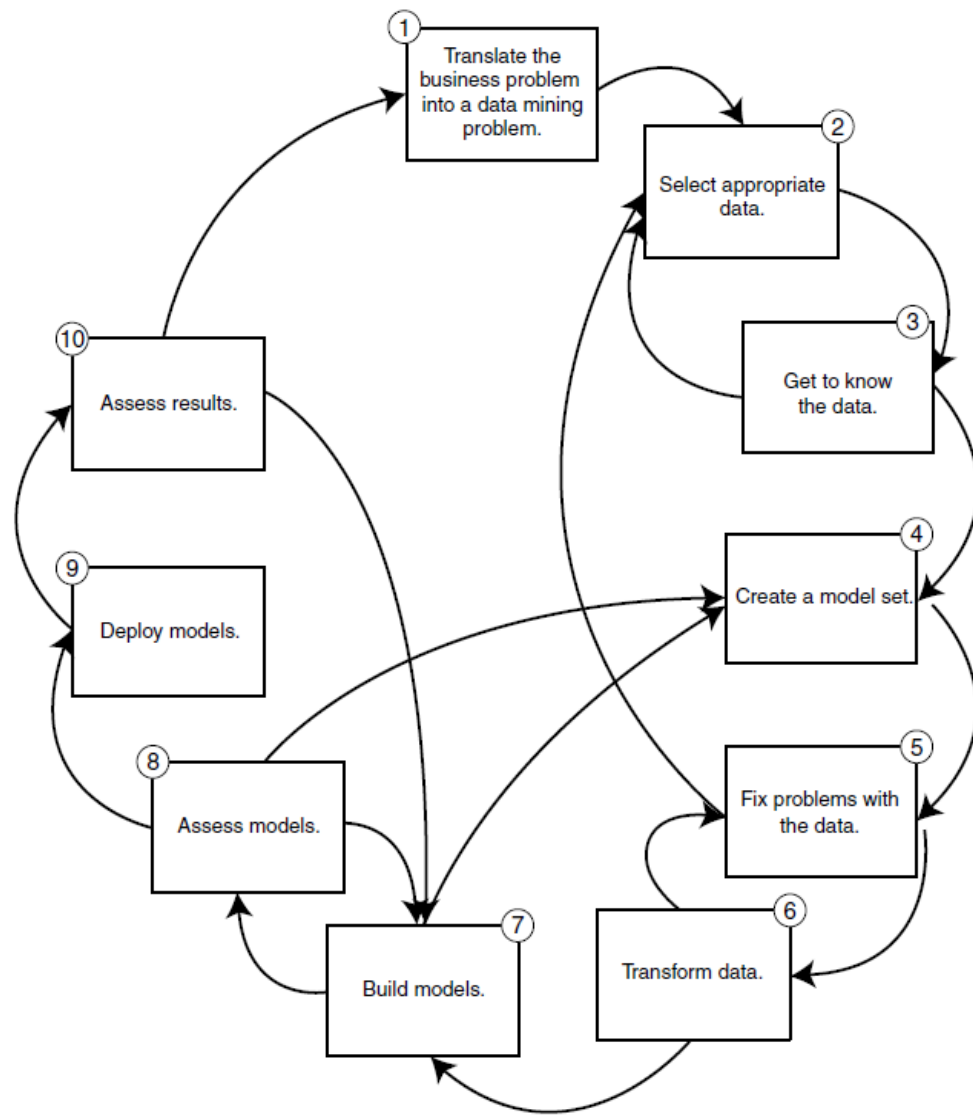 1
Translate the
business problem
into a data mining
problem.
2
Select appropriate
data.
3
Get to know
the data.
4
Create a model set.
5
Fix problems with
the data.
6
Transform data.
7
Build models.
8
Assess models.
9
Deploy models.
10
Assess results.